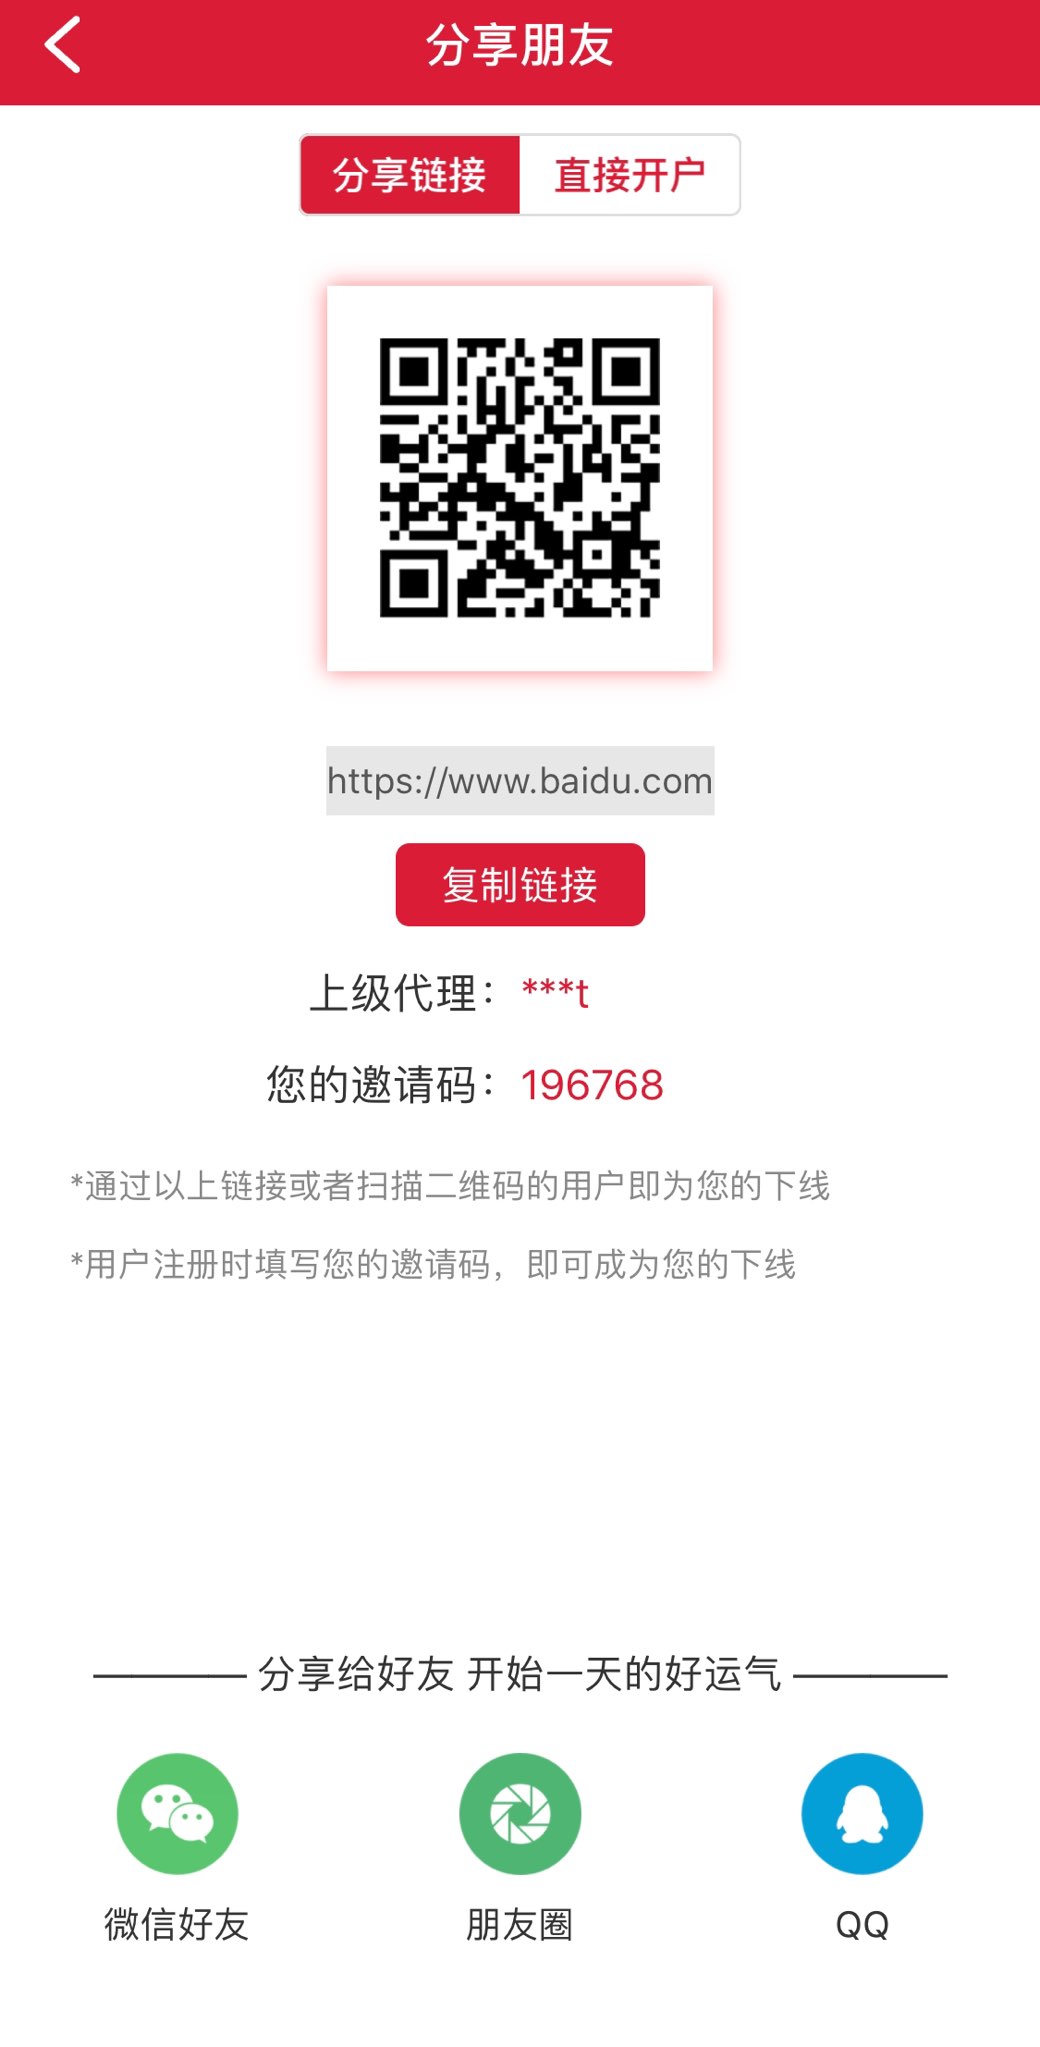 分享朋友
分享链接
直接开户
https://www.baidu.com
复制链接
上级代理：***t
您的邀请码：196768
*通过以上链接或者扫描二维码的用户即为您的下线
*用户注册时填写您的邀请码，即可成为您的下线
分享给好友 开始一天的好运气
微信好友
朋友圈
QQ